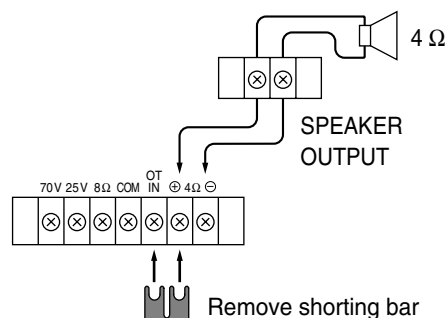 4 Ω
SPEAKER
OUTPUT
70V 25V 8Ω COM OT IN ⊕ 4Ω ⊖
Remove shorting bar